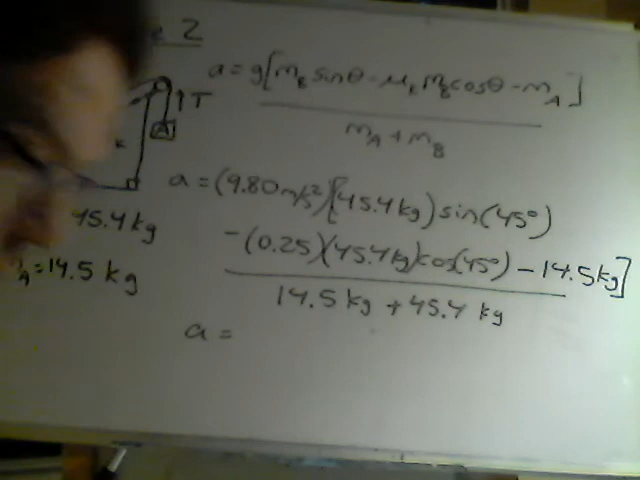 2
a = g[m_B sinθ - μ_k m_B cosθ - m_A]
m_A + m_B
↑T
A
a = (9.80 m/s²)[(45.4 kg) sin(45°)
- (0.25)(45.4 kg)cos(45°) - 14.5 kg]
14.5 kg + 45.4 kg
45.4 kg
A = 14.5 kg
a =